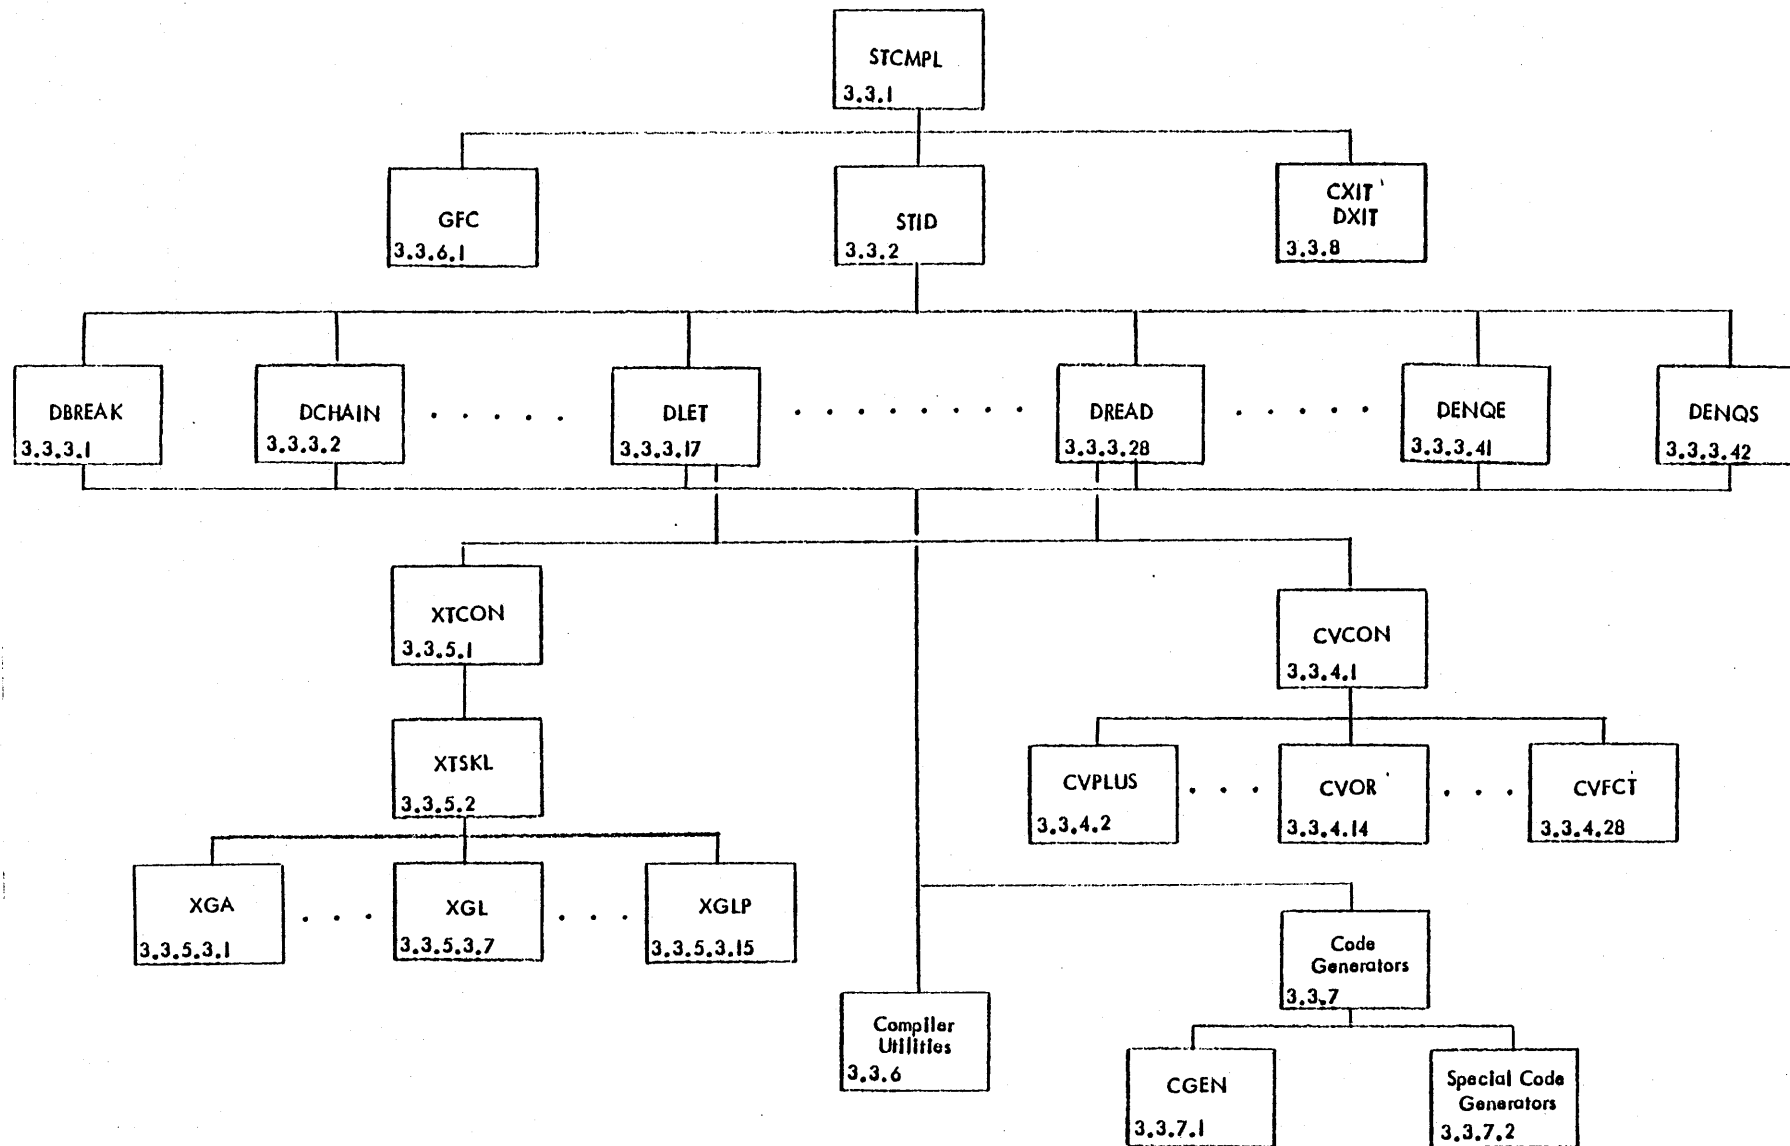 STCMPL
3.3.1
GFC
3.3.6.1
STID
3.3.2
CXIT
DXIT
3.3.8
DBREAK
3.3.3.1
DCHAIN
3.3.3.2
DLET
3.3.3.17
DREAD
3.3.3.28
DENQE
3.3.3.41
DENQS
3.3.3.42
XTCON
3.3.5.1
CVCON
3.3.4.1
XTSKL
3.3.5.2
CVPLUS
3.3.4.2
CVOR
3.3.4.14
CVFCT
3.3.4.28
XGA
3.3.5.3.1
XGL
3.3.5.3.7
XGLP
3.3.5.3.15
Code
Generators
3.3.7
Compiler
Utilities
3.3.6
CGEN
3.3.7.1
Special Code
Generators
3.3.7.2